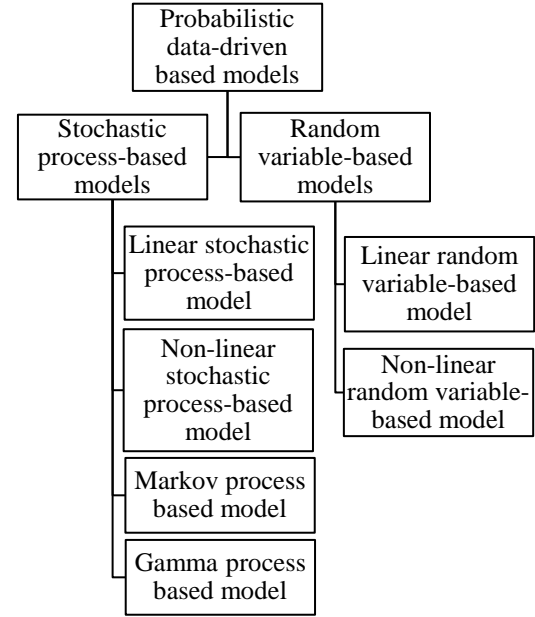 Probabilistic
data-driven
based models
Stochastic
process-based
models
Random
variable-based
models
Linear stochastic
process-based
model
Non-linear
stochastic
process-based
model
Markov process
based model
Gamma process
based model
Linear random
variable-based
model
Non-linear
random variable-
based model